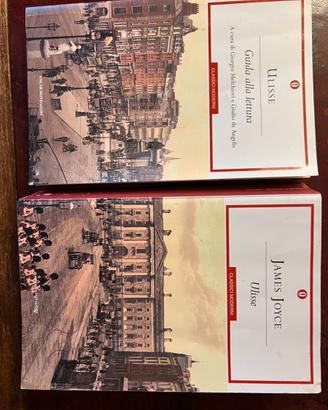 ULISSE
Guida alla lettura
A cura di Giorgio Melchiori e Giulio de Angelis
CLASSICI MODERNI
JAMES JOYCE
Ulisse
CLASSICI MODERNI